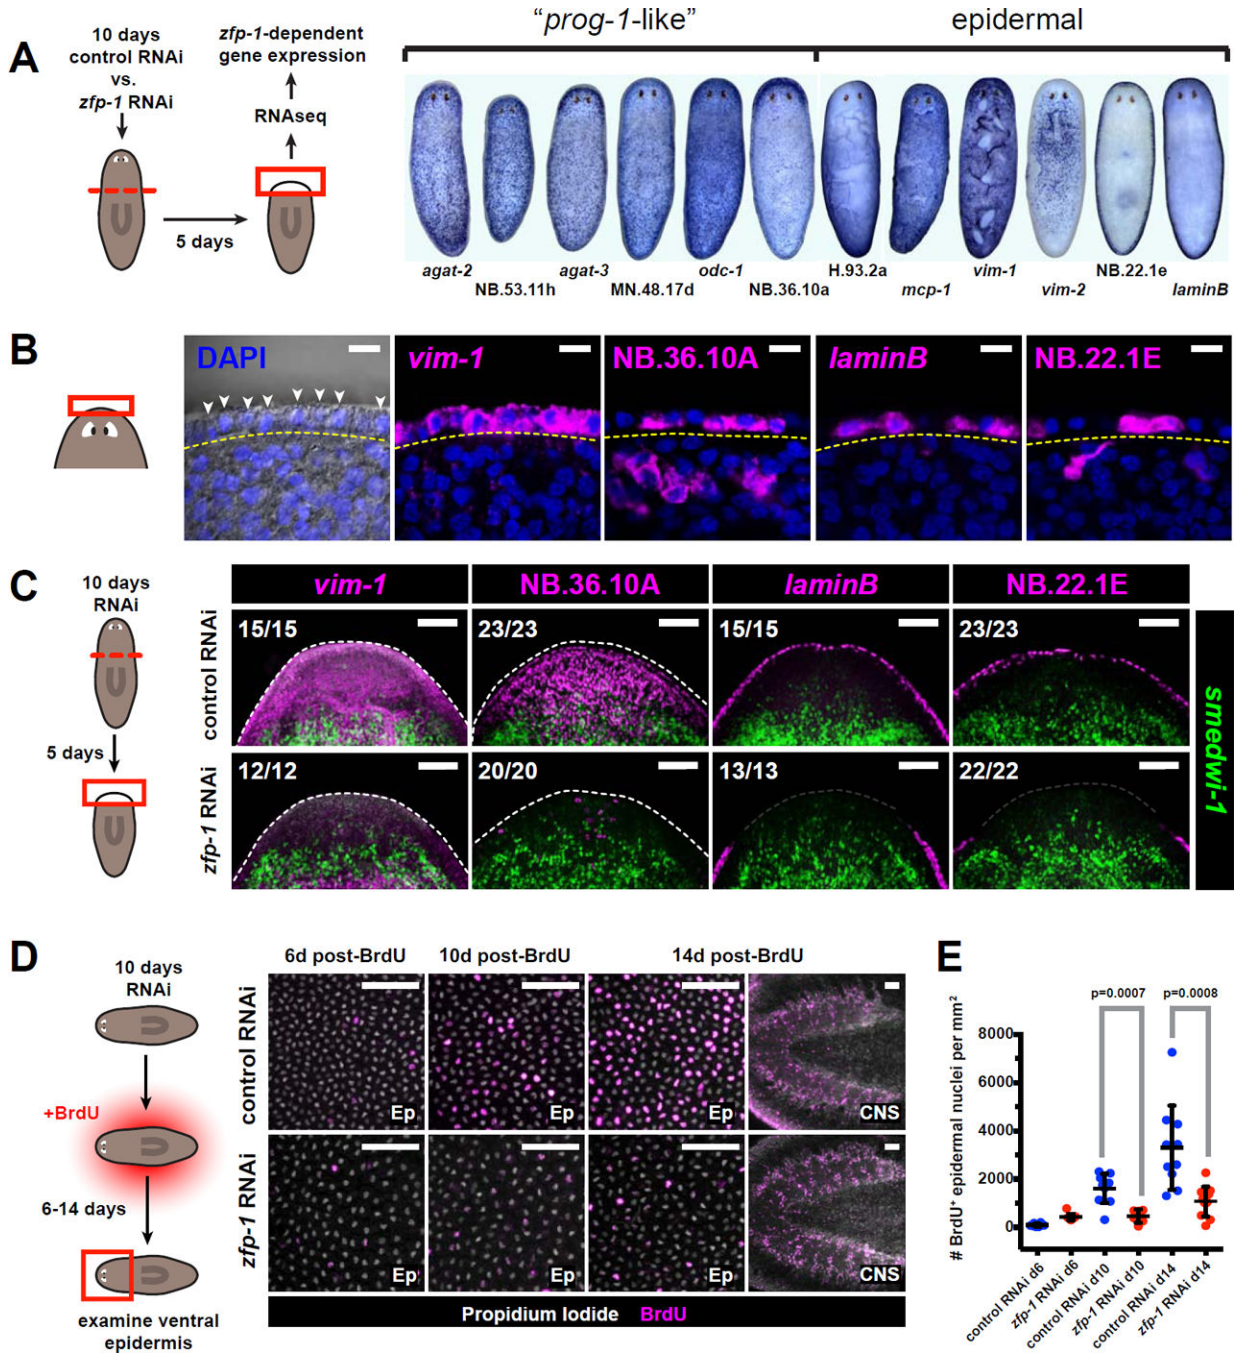 A
10 days
control RNAi
vs.
zfp-1 RNAi
5 days
zfp-1-dependent
gene expression
RNAseq
“prog-1-like”
epidermal
agat-2
NB.53.11h
agat-3
MN.48.17d
odc-1
NB.36.10a
H.93.2a
mcp-1
vim-1
vim-2
NB.22.1e
laminB
B
DAPI
vim-1
NB.36.10A
laminB
NB.22.1E
C
10 days
RNAi
5 days
vim-1
NB.36.10A
laminB
NB.22.1E
control RNAi
15/15
23/23
15/15
23/23
zfp-1 RNAi
12/12
20/20
13/13
22/22
smedwi-1
D
10 days
RNAi
+BrdU
6-14 days
examine ventral
epidermis
6d post-BrdU
10d post-BrdU
14d post-BrdU
control RNAi
Ep
Ep
Ep
CNS
zfp-1 RNAi
Ep
Ep
Ep
CNS
Propidium Iodide BrdU
E
p=0.0007
p=0.0008
# BrdU⁺ epidermal nuclei per mm²
8000
6000
4000
2000
0
control RNAi d6
zfp-1 RNAi d6
control RNAi d10
zfp-1 RNAi d10
control RNAi d14
zfp-1 RNAi d14